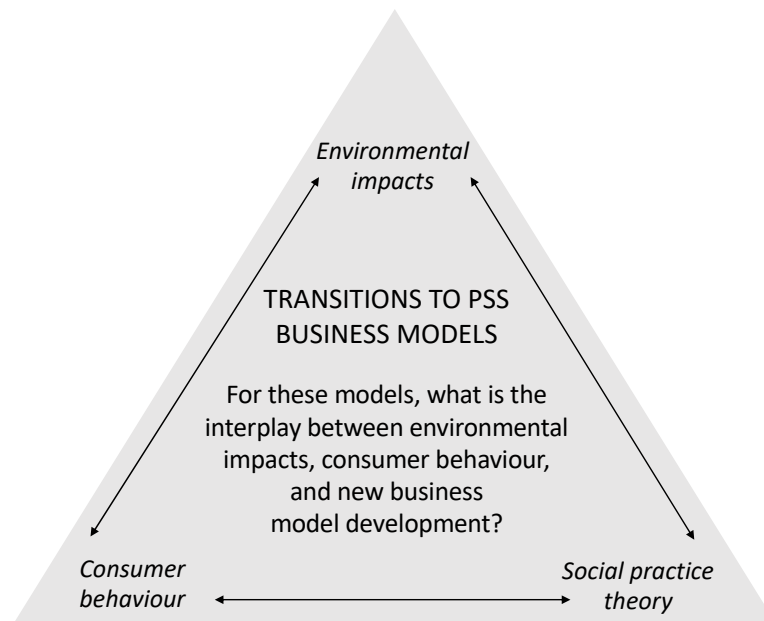 Environmental
impacts
TRANSITIONS TO PSS
BUSINESS MODELS
For these models, what is the
interplay between environmental
impacts, consumer behaviour,
and new business
model development?
Consumer
behaviour
Social practice
theory